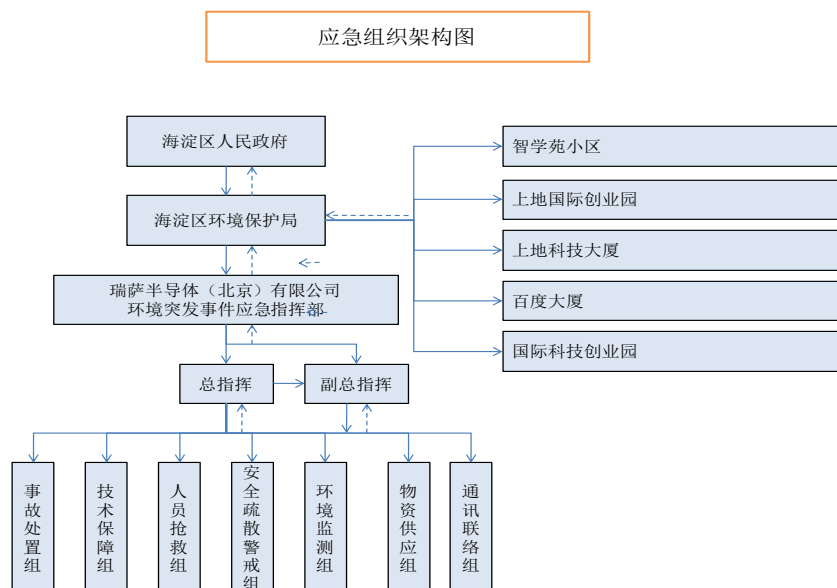 应急组织架构图
海淀区人民政府
智学苑小区
海淀区环境保护局
上地国际创业园
上地科技大厦
瑞萨半导体（北京）有限公司
环境突发事件应急指挥部
百度大厦
国际科技创业园
总指挥
副总指挥
事故处置组
技术保障组
人员抢救组
安全疏散警戒组
环境监测组
物资供应组
通讯联络组